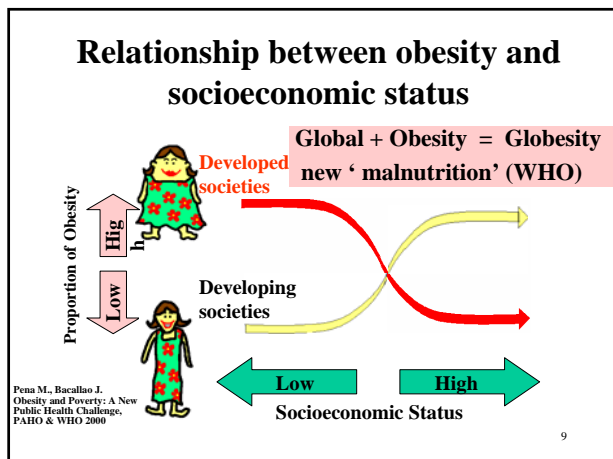 Relationship between obesity and
socioeconomic status
Global + Obesity = Globesity
new ‘ malnutrition’ (WHO)
Developed
societies
Proportion of Obesity
Hig
h
Low
Developing
societies
Low
High
Socioeconomic Status
Pena M., Bacallao J.
Obesity and Poverty: A New
Public Health Challenge,
PAHO & WHO 2000
9